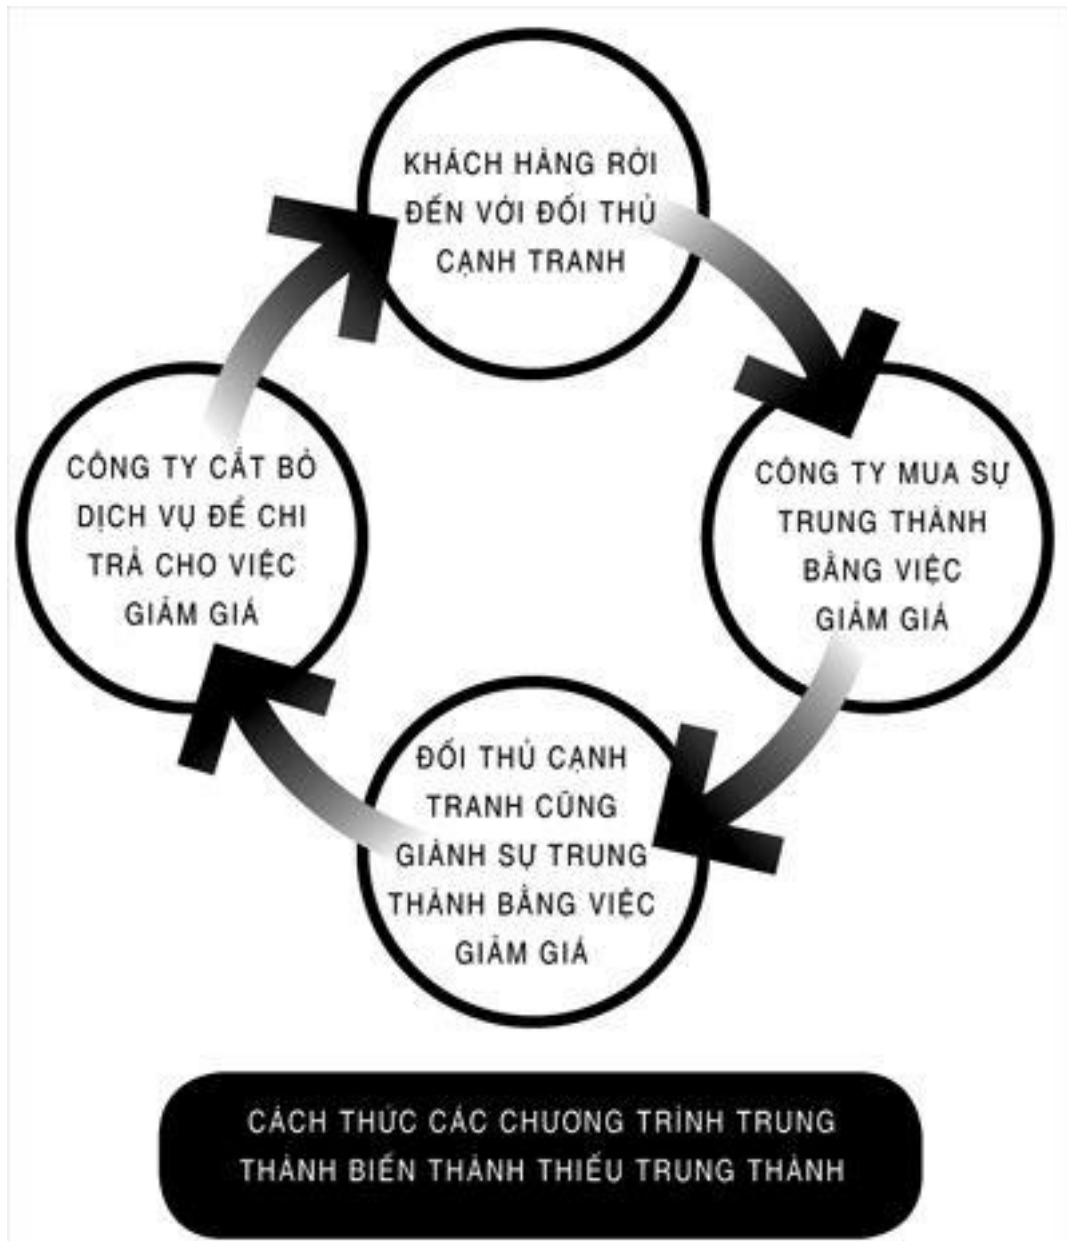 KHÁCH HÀNG RỜI
ĐẾN VỚI ĐỐI THỦ
CẠNH TRANH
CÔNG TY MUA SỰ
TRUNG THÀNH
BẰNG VIỆC
GIẢM GIÁ
ĐỐI THỦ CẠNH
TRANH CŨNG
GIÀNH SỰ TRUNG
THÀNH BẰNG VIỆC
GIẢM GIÁ
CÔNG TY CẮT BỎ
DỊCH VỤ ĐỂ CHI
TRẢ CHO VIỆC
GIẢM GIÁ
CÁCH THỨC CÁC CHƯƠNG TRÌNH TRUNG
THÀNH BIẾN THÀNH THIẾU TRUNG THÀNH